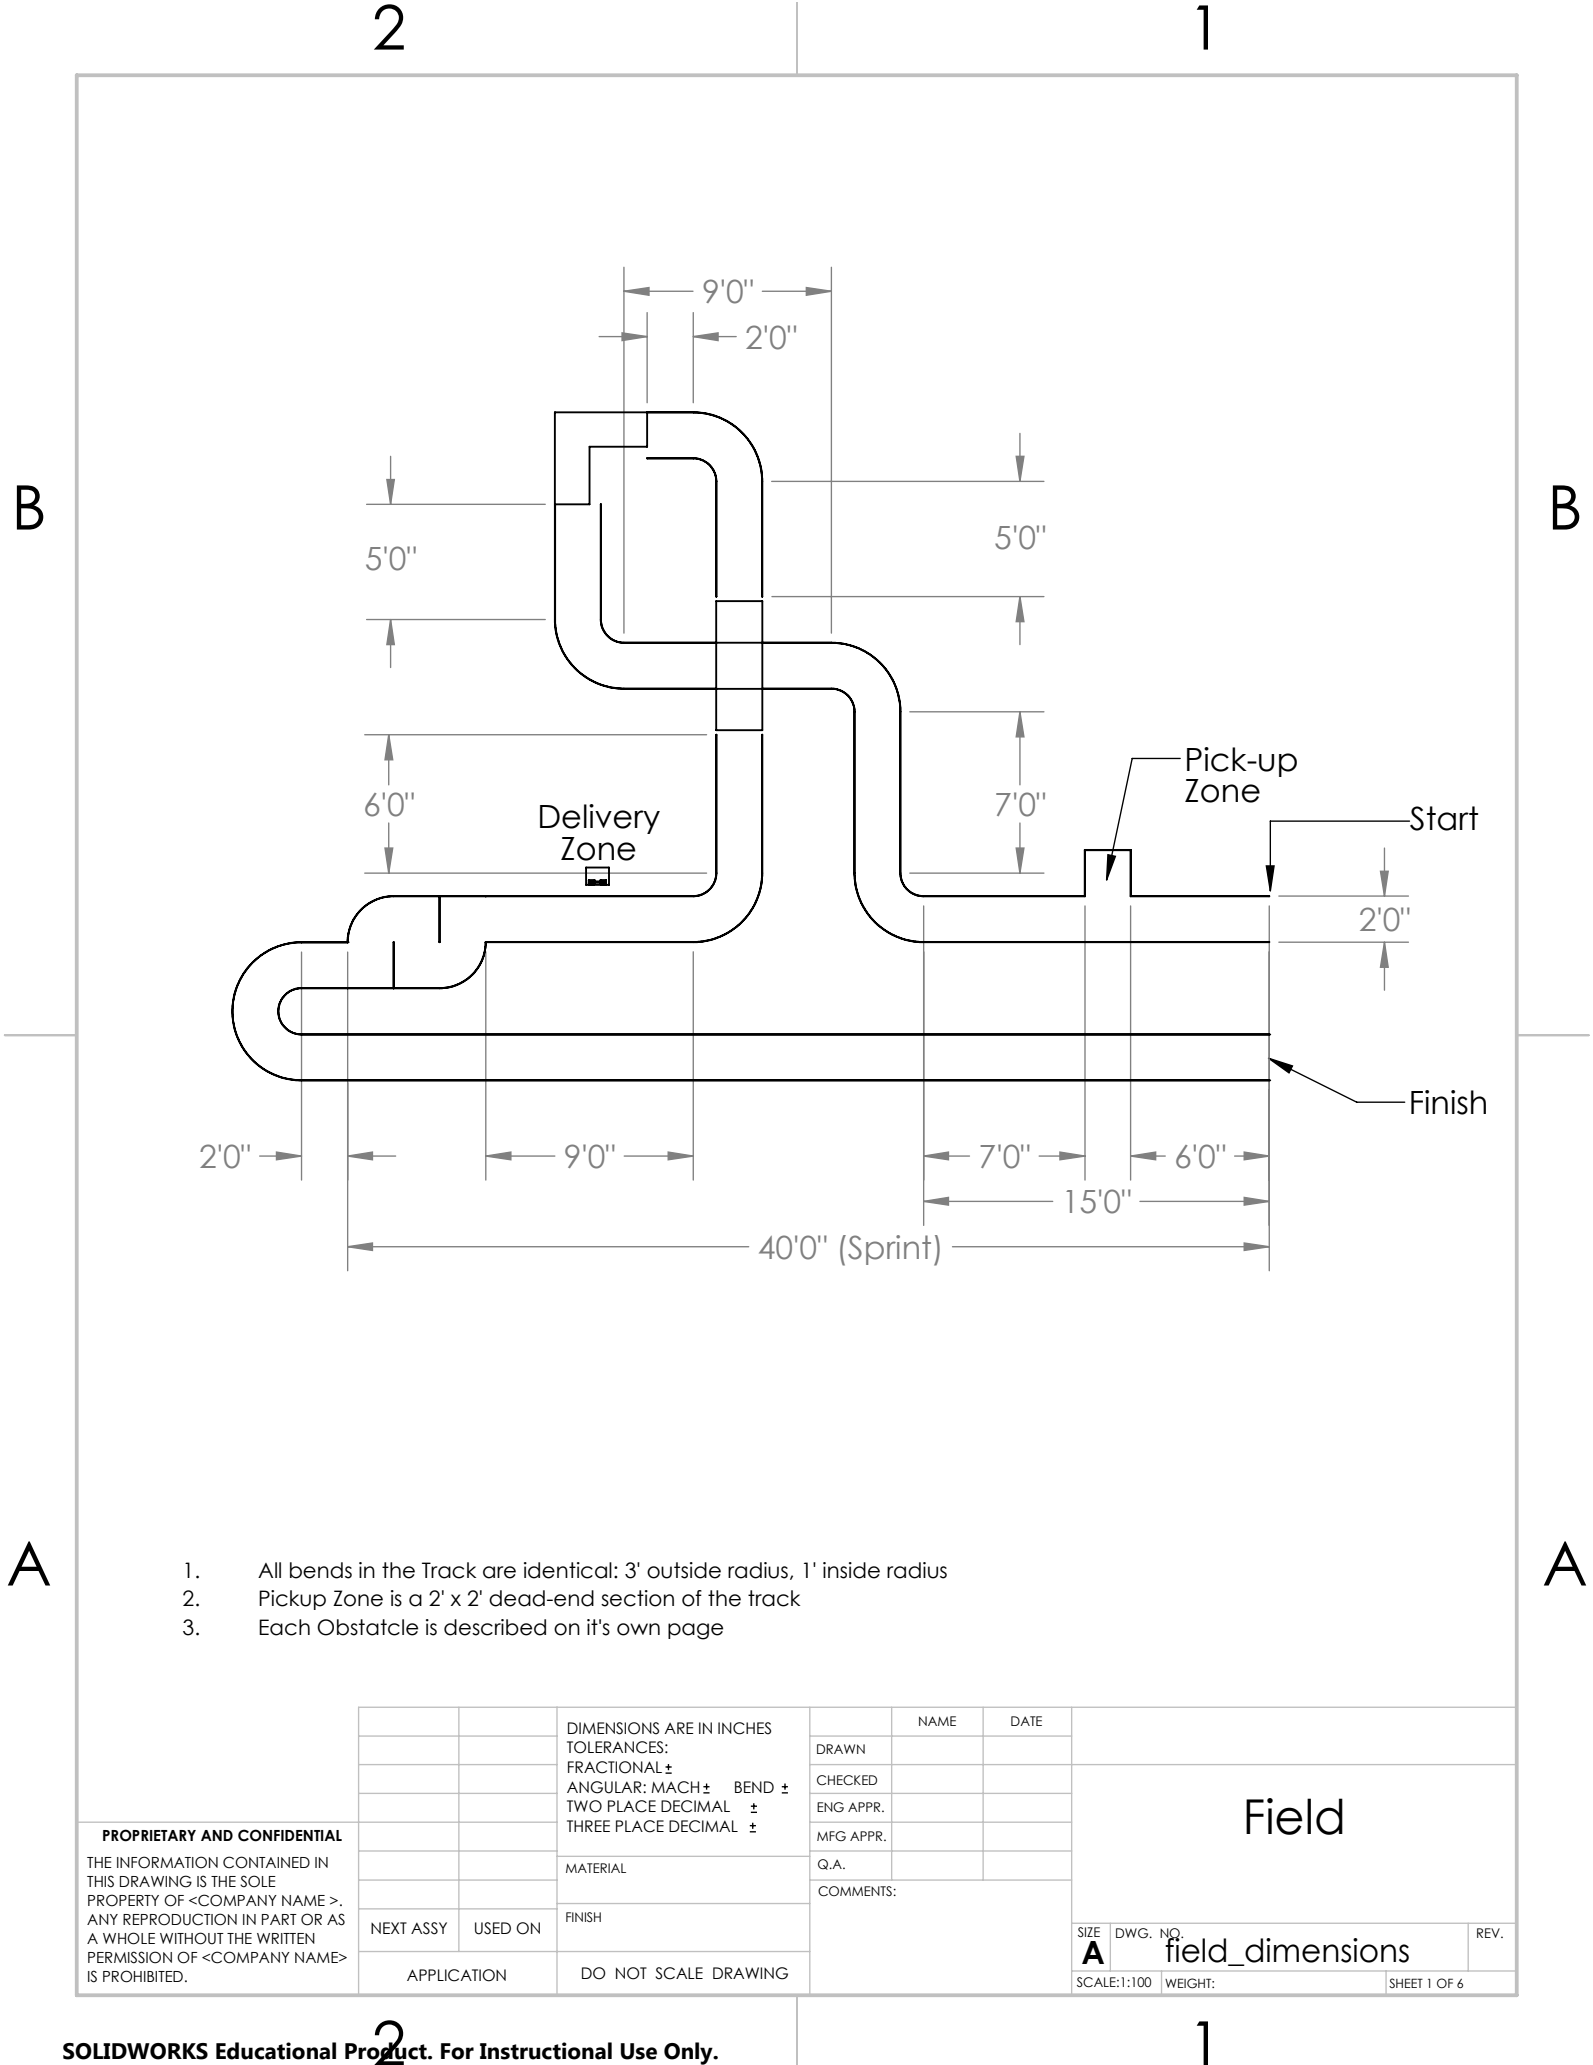 2
1
9'0"
2'0"
B
B
5'0"
5'0"
6'0"
7'0"
Delivery
Zone
Pick-up
Zone
Start
2'0"
Finish
2'0"
9'0"
7'0"
6'0"
15'0"
40'0" (Sprint)
A
A
1. All bends in the Track are identical: 3' outside radius, 1' inside radius
2. Pickup Zone is a 2' x 2' dead-end section of the track
3. Each Obstatcle is described on it's own page
PROPRIETARY AND CONFIDENTIAL
THE INFORMATION CONTAINED IN
THIS DRAWING IS THE SOLE
PROPERTY OF <COMPANY NAME >.
ANY REPRODUCTION IN PART OR AS
A WHOLE WITHOUT THE WRITTEN
PERMISSION OF <COMPANY NAME>
IS PROHIBITED.
NEXT ASSY USED ON
APPLICATION
DIMENSIONS ARE IN INCHES
TOLERANCES:
FRACTIONAL ±
ANGULAR: MACH ± BEND ±
TWO PLACE DECIMAL ±
THREE PLACE DECIMAL ±
MATERIAL
FINISH
DO NOT SCALE DRAWING
NAME DATE
DRAWN
CHECKED
ENG APPR.
MFG APPR.
Q.A.
COMMENTS:
Field
SIZE DWG. NO. REV.
A field_dimensions
SCALE:1:100 WEIGHT: SHEET 1 OF 6
2
1
SOLIDWORKS Educational Product. For Instructional Use Only.